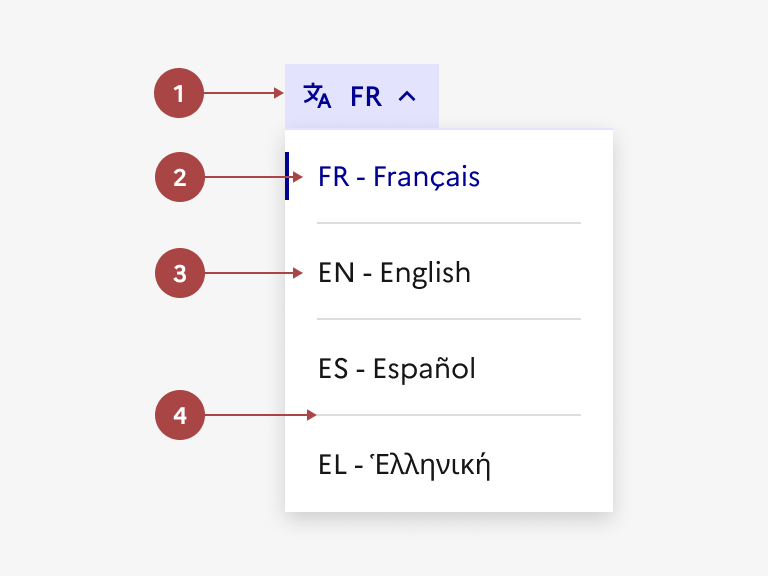 1
FR
2
FR - Français
3
EN - English
ES - Español
4
EL - Ἑλληνική